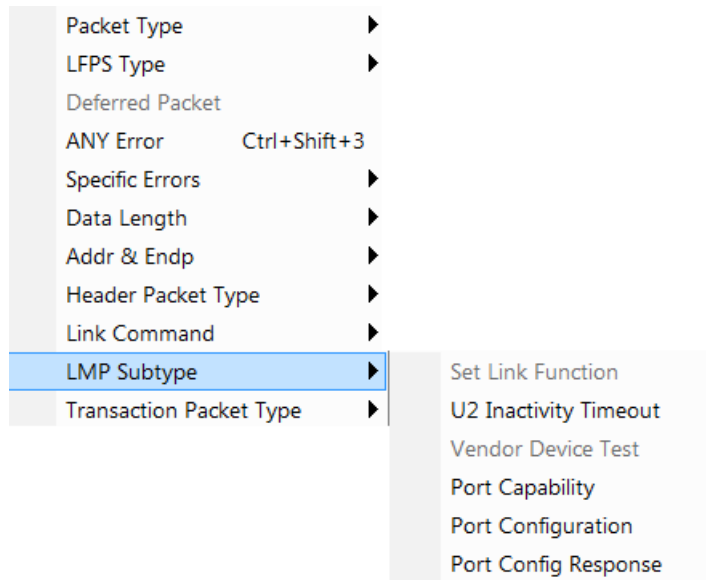 Packet Type
LFPS Type
Deferred Packet
ANY Error Ctrl+Shift+3
Specific Errors
Data Length
Addr & Endp
Header Packet Type
Link Command
LMP Subtype
Transaction Packet Type
Set Link Function
U2 Inactivity Timeout
Vendor Device Test
Port Capability
Port Configuration
Port Config Response